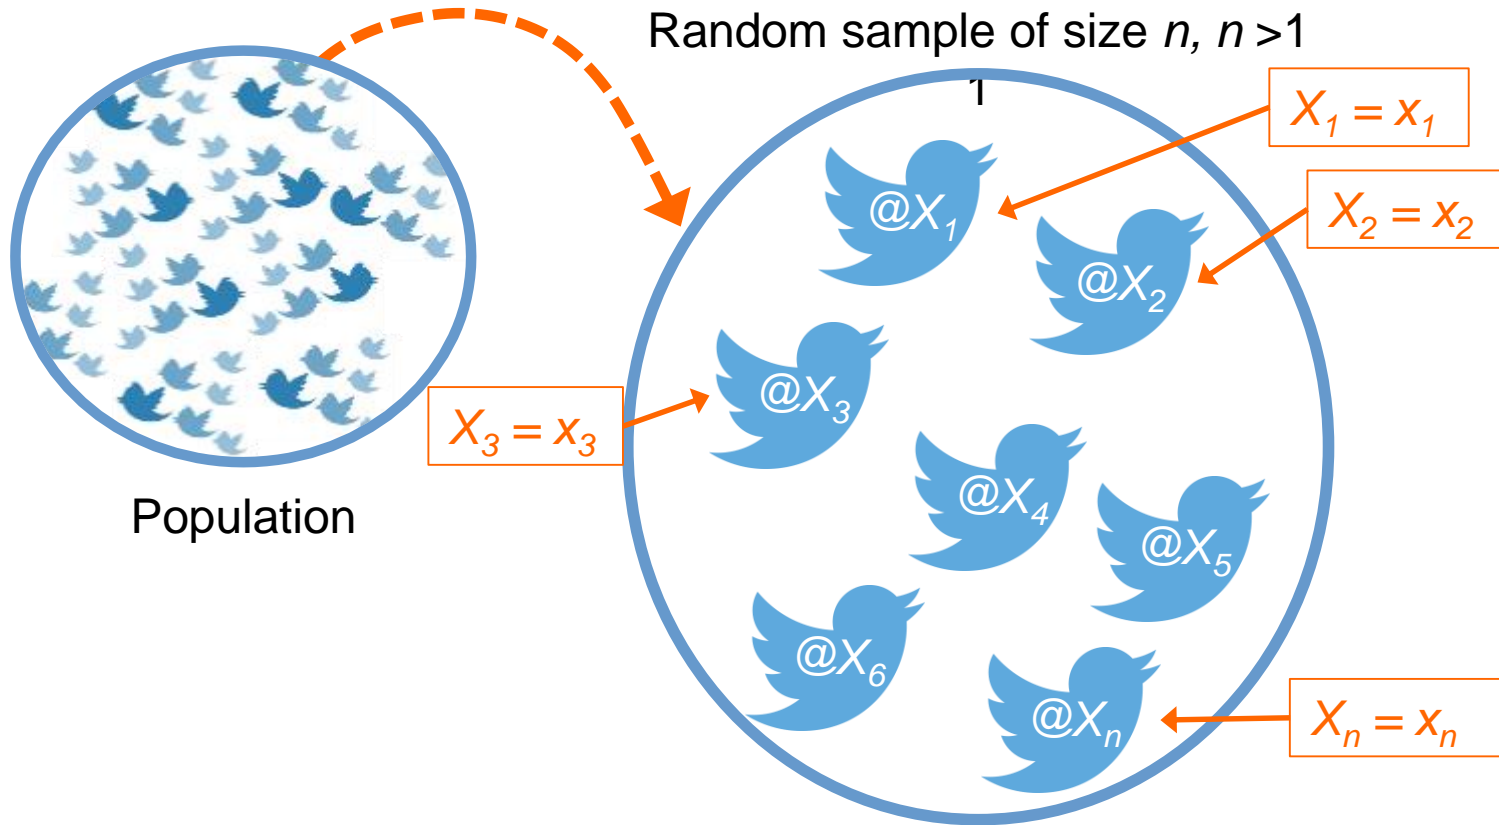 Random sample of size n, n >1
1
X₁ = x₁
@X₁
X₂ = x₂
@X₂
@X₃
X₃ = x₃
@X₄
Population
@X₅
@X₆
@Xₙ
Xₙ = xₙ